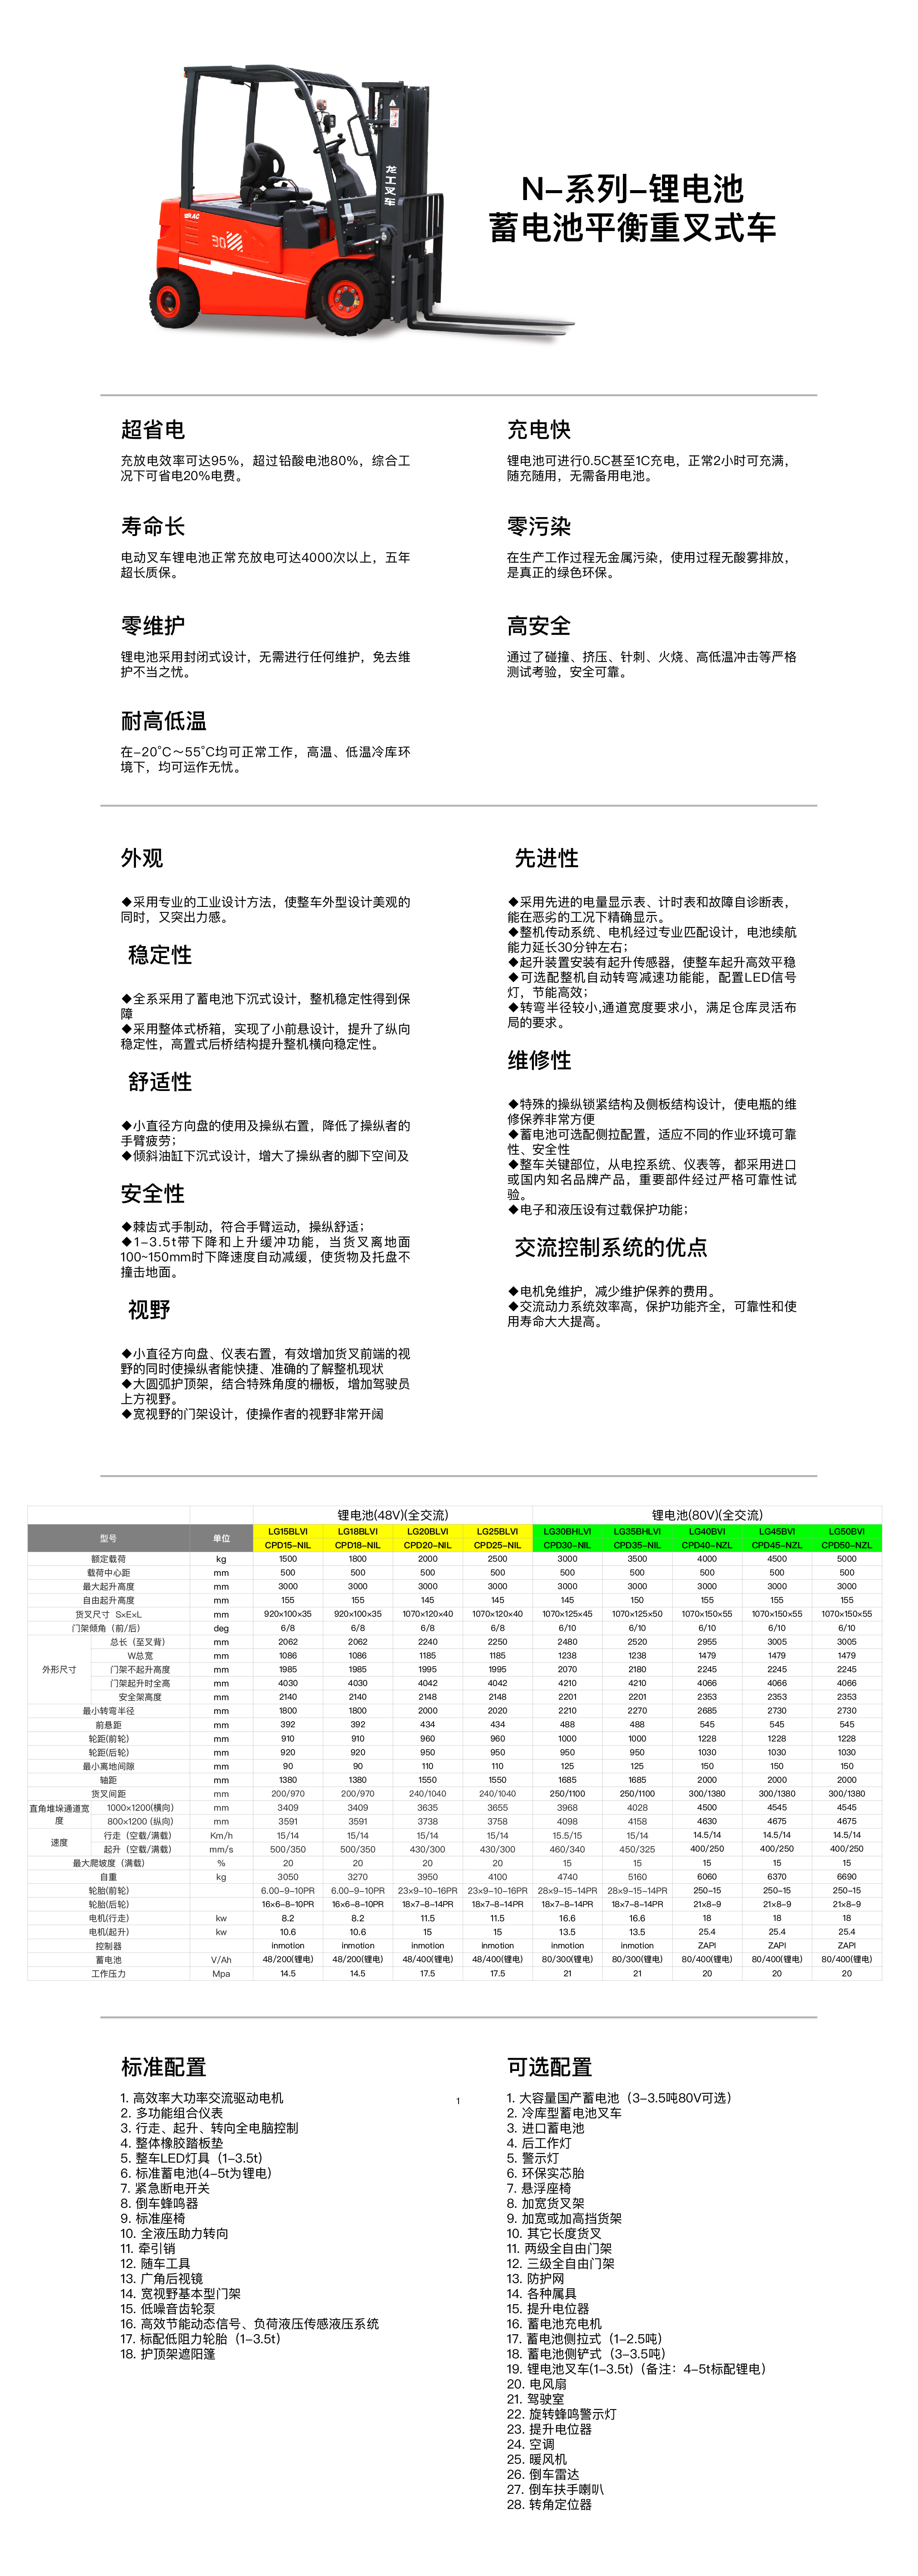 龙工叉车
30
N-系列-锂电池
蓄电池平衡重叉式车
超省电
充放电效率可达95%，超过铅酸电池80%，综合工
况下可省电20%电费。
寿命长
电动叉车锂电池正常充放电可达4000次以上，五年
超长质保。
零维护
锂电池采用封闭式设计，无需进行任何维护，免去维
护不当之忧。
耐高低温
在-20°C～55°C均可正常工作，高温、低温冷库环
境下，均可运作无忧。
充电快
锂电池可进行0.5C甚至1C充电，正常2小时可充满，
随充随用，无需备用电池。
零污染
在生产工作过程无金属污染，使用过程无酸雾排放，
是真正的绿色环保。
高安全
通过了碰撞、挤压、针刺、火烧、高低温冲击等严格
测试考验，安全可靠。
外观
◆采用专业的工业设计方法，使整车外型设计美观的
同时，又突出力感。
稳定性
◆全系采用了蓄电池下沉式设计，整机稳定性得到保
障
◆采用整体式桥箱，实现了小前悬设计，提升了纵向
稳定性，高置式后桥结构提升整机横向稳定性。
舒适性
◆小直径方向盘的使用及操纵右置，降低了操纵者的
手臂疲劳；
◆倾斜油缸下沉式设计，增大了操纵者的脚下空间及
安全性
◆棘齿式手制动，符合手臂运动，操纵舒适；
◆1-3.5t带下降和上升缓冲功能，当货叉离地面
100~150mm时下降速度自动减缓，使货物及托盘不
撞击地面。
视野
◆小直径方向盘、仪表右置，有效增加货叉前端的视
野的同时使操纵者能快捷、准确的了解整机现状
◆大圆弧护顶架，结合特殊角度的栅板，增加驾驶员
上方视野。
◆宽视野的门架设计，使操作者的视野非常开阔
先进性
◆采用先进的电量显示表、计时表和故障自诊断表，
能在恶劣的工况下精确显示。
◆整机传动系统、电机经过专业匹配设计，电池续航
能力延长30分钟左右；
◆起升装置安装有起升传感器，使整车起升高效平稳
◆可选配整机自动转弯减速功能能，配置LED信号
灯，节能高效；
◆转弯半径较小,通道宽度要求小，满足仓库灵活布
局的要求。
维修性
◆特殊的操纵锁紧结构及侧板结构设计，使电瓶的维
修保养非常方便
◆蓄电池可选配侧拉配置，适应不同的作业环境可靠
性、安全性
◆整车关键部位，从电控系统、仪表等，都采用进口
或国内知名品牌产品，重要部件经过严格可靠性试
验。
◆电子和液压设有过载保护功能；
交流控制系统的优点
◆电机免维护，减少维护保养的费用。
◆交流动力系统效率高，保护功能齐全，可靠性和使
用寿命大大提高。
锂电池(48V)(全交流) 锂电池(80V)(全交流)
型号 单位 LG15BLVI LG18BLVI LG20BLVI LG25BLVI LG30BHLVI LG35BHLVI LG40BVI LG45BVI LG50BVI
CPD15-NIL CPD18-NIL CPD20-NIL CPD25-NIL CPD30-NIL CPD35-NIL CPD40-NZL CPD45-NZL CPD50-NZL
额定载荷 kg 1500 1800 2000 2500 3000 3500 4000 4500 5000
载荷中心距 mm 500 500 500 500 500 500 500 500 500
最大起升高度 mm 3000 3000 3000 3000 3000 3000 3000 3000 3000
自由起升高度 mm 155 155 145 145 145 150 155 155 155
货叉尺寸 S×E×L mm 920×100×35 920×100×35 1070×120×40 1070×120×40 1070×125×45 1070×125×50 1070×150×55 1070×150×55 1070×150×55
门架倾角（前/后） deg 6/8 6/8 6/8 6/8 6/10 6/10 6/10 6/10 6/10
外形尺寸 总长（至叉背） mm 2062 2062 2240 2250 2480 2520 2955 3005 3005
W总宽 mm 1086 1086 1185 1185 1238 1238 1479 1479 1479
门架不起升高度 mm 1985 1985 1995 1995 2070 2180 2245 2245 2245
门架起升时全高 mm 4030 4030 4042 4042 4210 4210 4066 4066 4066
安全架高度 mm 2140 2140 2148 2148 2201 2201 2353 2353 2353
最小转弯半径 mm 1800 1800 2000 2020 2210 2270 2685 2730 2730
前悬距 mm 392 392 434 434 488 488 545 545 545
轮距(前轮) mm 910 910 960 960 1000 1000 1228 1228 1228
轮距(后轮) mm 920 920 950 950 950 950 1030 1030 1030
最小离地间隙 mm 90 90 110 110 125 125 150 150 150
轴距 mm 1380 1380 1550 1550 1685 1685 2000 2000 2000
货叉间距 mm 200/970 200/970 240/1040 240/1040 250/1100 250/1100 300/1380 300/1380 300/1380
直角堆垛通道宽度 1000×1200(横向) mm 3409 3409 3635 3655 3968 4028 4500 4545 4545
800×1200 (纵向) mm 3591 3591 3738 3758 4098 4158 4630 4675 4675
速度 行走（空载/满载） Km/h 15/14 15/14 15/14 15/14 15.5/15 15/14 14.5/14 14.5/14 14.5/14
起升（空载/满载） mm/s 500/350 500/350 430/300 430/300 460/340 450/325 400/250 400/250 400/250
最大爬坡度（满载） % 20 20 20 20 15 15 15 15 15
自重 kg 3050 3270 3950 4100 4740 5160 6060 6370 6690
轮胎(前轮) 6.00-9-10PR 6.00-9-10PR 23×9-10-16PR 23×9-10-16PR 28×9-15-14PR 28×9-15-14PR 250-15 250-15 250-15
轮胎(后轮) 16×6-8-10PR 16×6-8-10PR 18×7-8-14PR 18×7-8-14PR 18×7-8-14PR 18×7-8-14PR 21×8-9 21×8-9 21×8-9
电机(行走) kw 8.2 8.2 11.5 11.5 16.6 16.6 18 18 18
电机(起升) kw 10.6 10.6 15 15 13.5 13.5 25.4 25.4 25.4
控制器 inmotion inmotion inmotion inmotion inmotion inmotion ZAPI ZAPI ZAPI
蓄电池 V/Ah 48/200(锂电) 48/200(锂电) 48/400(锂电) 48/400(锂电) 80/300(锂电) 80/300(锂电) 80/400(锂电) 80/400(锂电) 80/400(锂电)
工作压力 Mpa 14.5 14.5 17.5 17.5 21 21 20 20 20
标准配置
1. 高效率大功率交流驱动电机
2. 多功能组合仪表
3. 行走、起升、转向全电脑控制
4. 整体橡胶踏板垫
5. 整车LED灯具（1-3.5t）
6. 标准蓄电池(4-5t为锂电)
7. 紧急断电开关
8. 倒车蜂鸣器
9. 标准座椅
10. 全液压助力转向
11. 牵引销
12. 随车工具
13. 广角后视镜
14. 宽视野基本型门架
15. 低噪音齿轮泵
16. 高效节能动态信号、负荷液压传感液压系统
17. 标配低阻力轮胎（1-3.5t）
18. 护顶架遮阳篷
1
可选配置
1. 大容量国产蓄电池（3-3.5吨80V可选）
2. 冷库型蓄电池叉车
3. 进口蓄电池
4. 后工作灯
5. 警示灯
6. 环保实芯胎
7. 悬浮座椅
8. 加宽货叉架
9. 加宽或加高挡货架
10. 其它长度货叉
11. 两级全自由门架
12. 三级全自由门架
13. 防护网
14. 各种属具
15. 提升电位器
16. 蓄电池充电机
17. 蓄电池侧拉式（1-2.5吨）
18. 蓄电池侧铲式（3-3.5吨）
19. 锂电池叉车(1-3.5t)（备注：4-5t标配锂电）
20. 电风扇
21. 驾驶室
22. 旋转蜂鸣警示灯
23. 提升电位器
24. 空调
25. 暖风机
26. 倒车雷达
27. 倒车扶手喇叭
28. 转角定位器